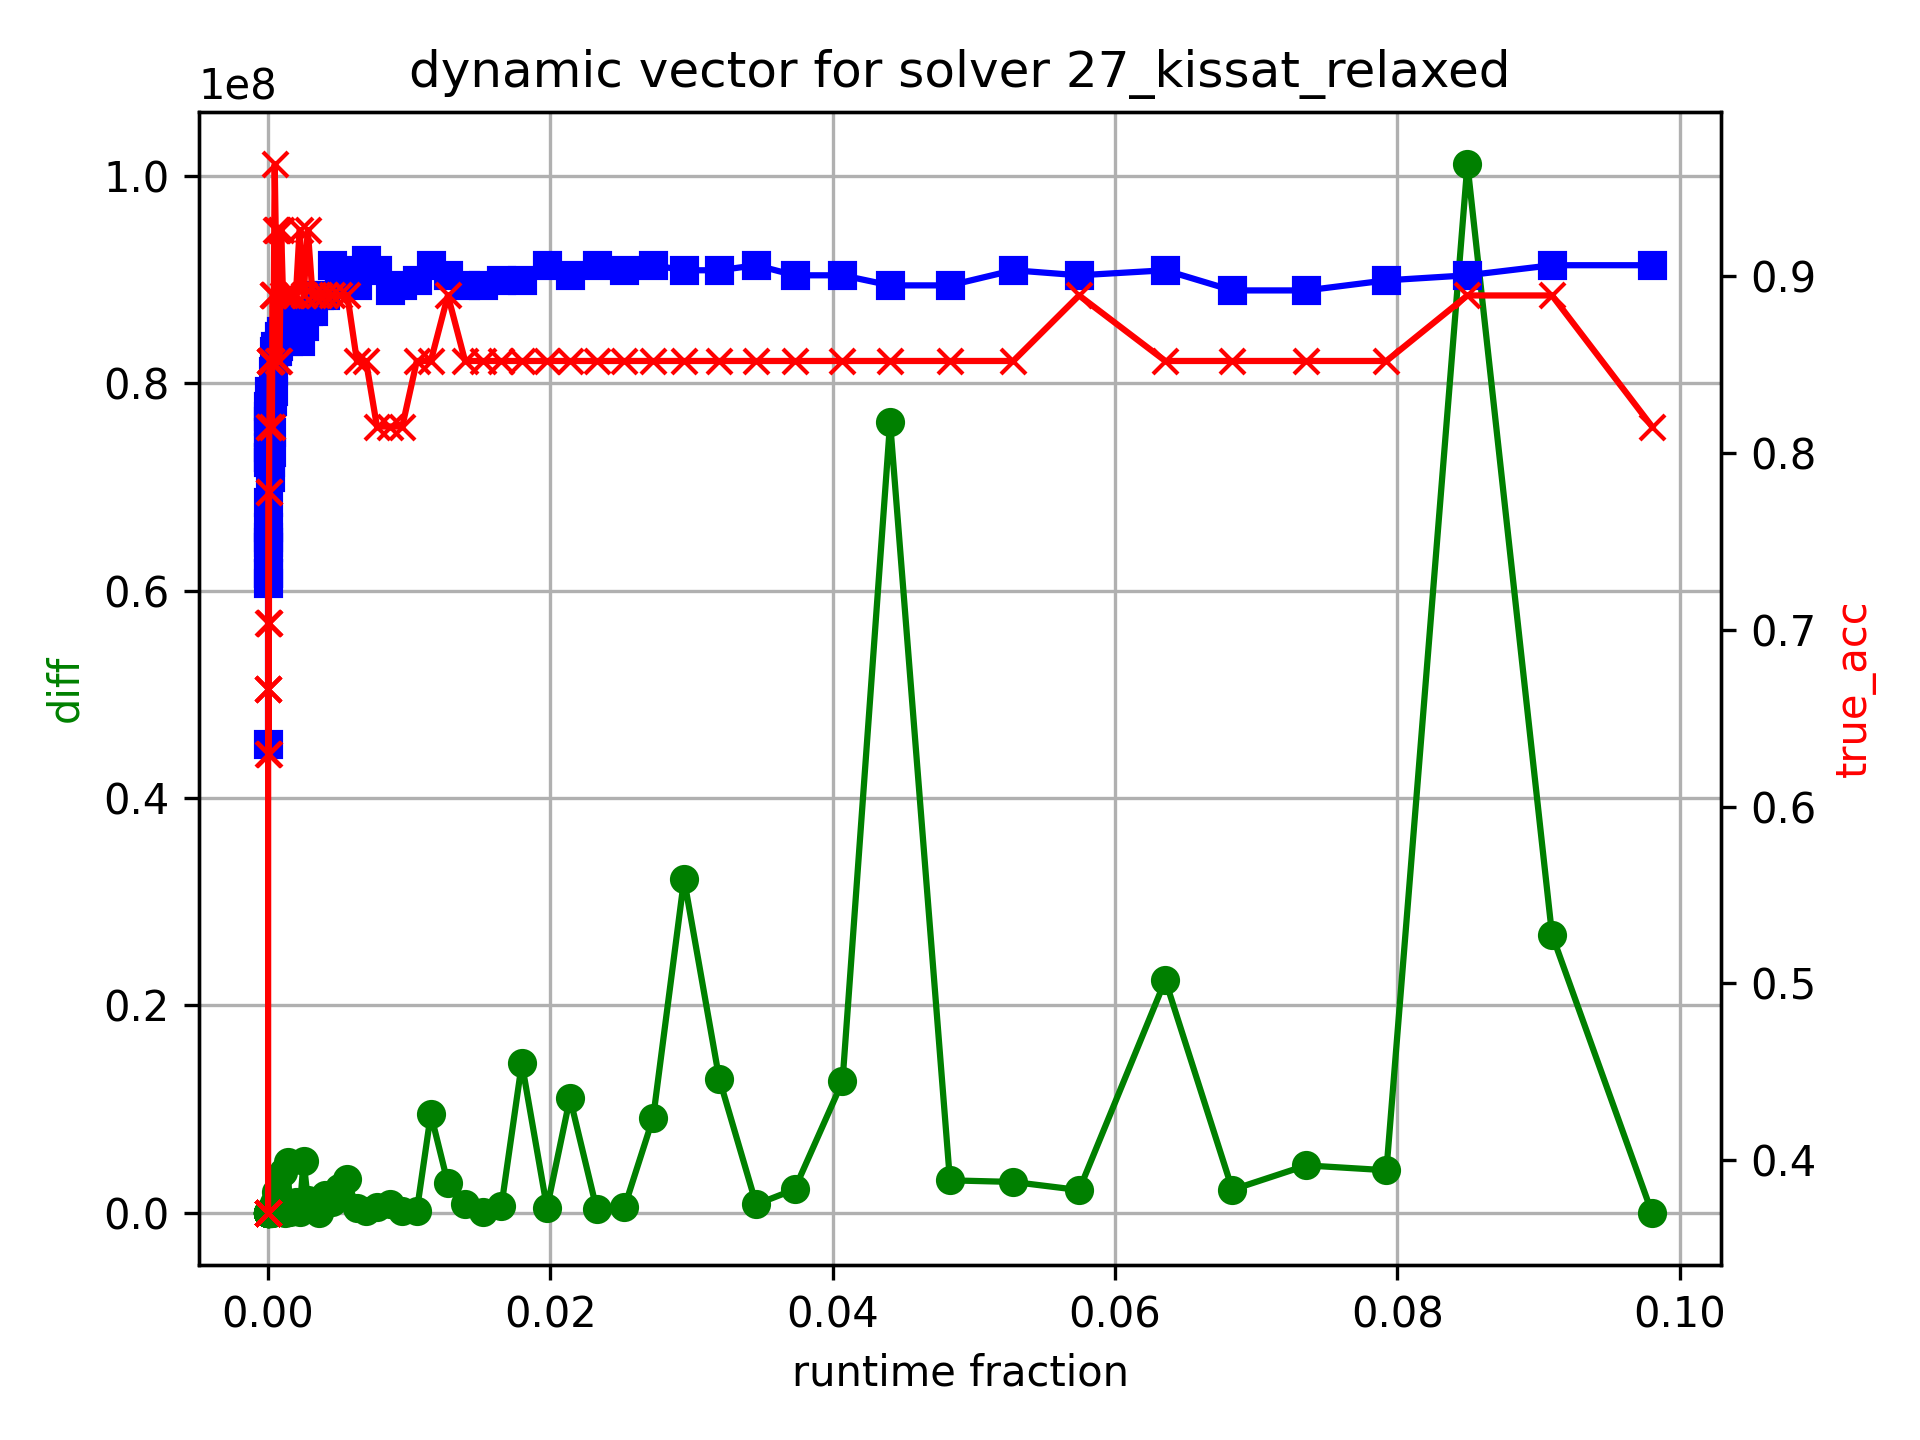 dynamic vector for solver 27_kissat_relaxed
1e8
1.0
0.8
0.6
0.4
0.2
0.0
diff
0.9
0.8
0.7
0.6
0.5
0.4
true_acc
0.00 0.02 0.04 0.06 0.08 0.10
runtime fraction